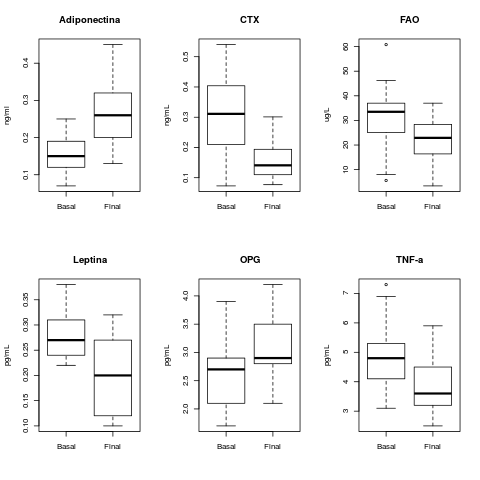 Adiponectina
CTX
FAO
ng/ml
0.1
0.2
0.3
0.4
Basal
Final
ng/mL
0.1
0.2
0.3
0.4
0.5
Basal
Final
ug/L
10
20
30
40
50
60
Basal
Final
Leptina
OPG
TNF-a
pg/mL
0.10
0.15
0.20
0.25
0.30
0.35
Basal
Final
pg/mL
2.0
2.5
3.0
3.5
4.0
Basal
Final
pg/mL
3
4
5
6
7
Basal
Final